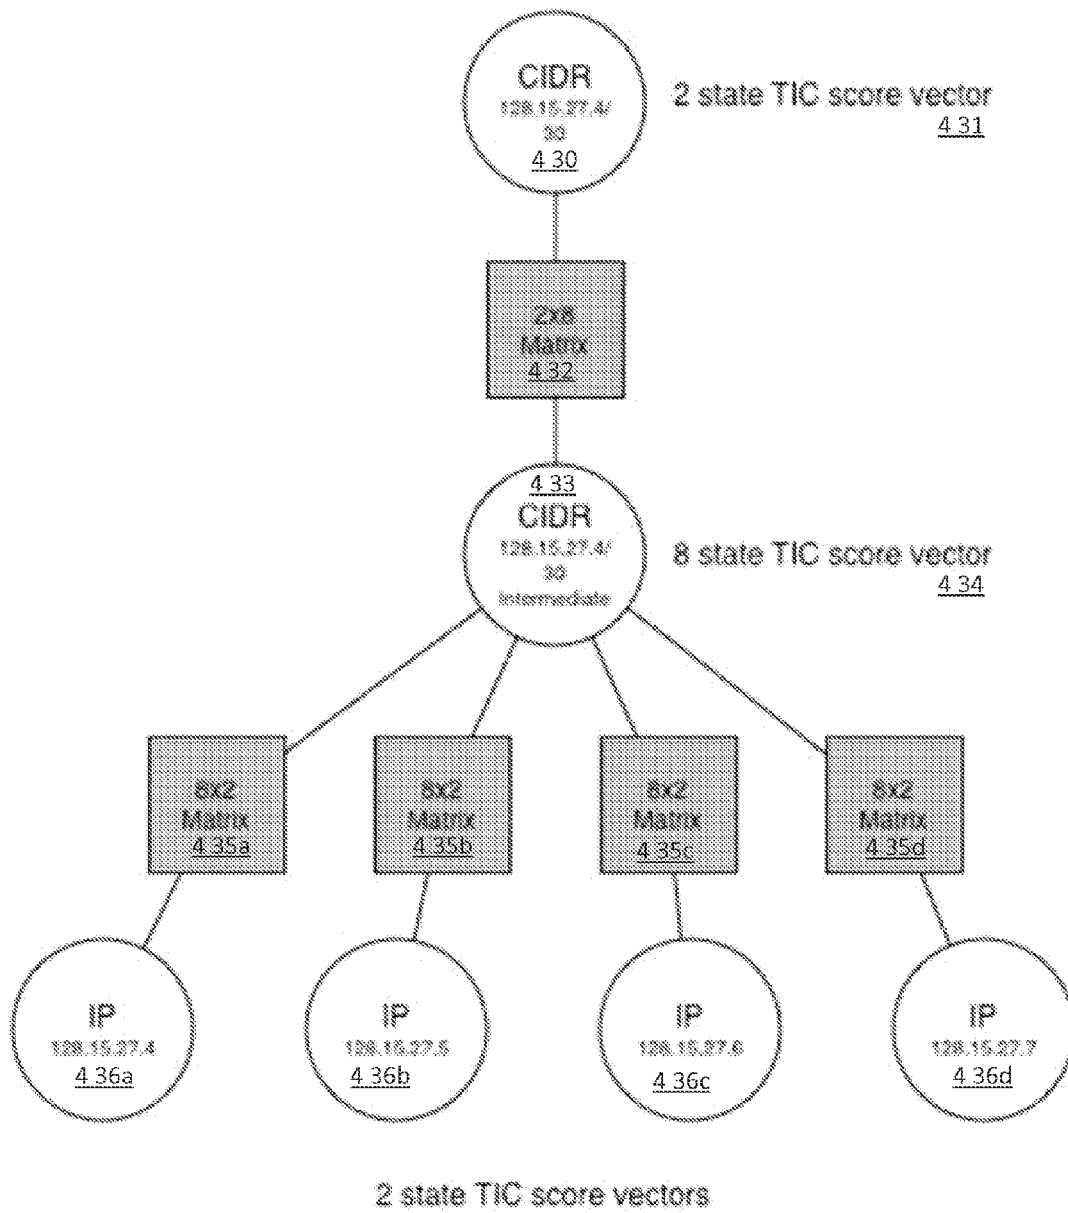 CIDR
128.15.27.4/
30
4 30
2 state TIC score vector
4 31
2x8
Matrix
4 32
4 33
CIDR
128.15.27.4/
30
Intermediate
8 state TIC score vector
4 34
8x2
Matrix
4 35a
8x2
Matrix
4 35b
8x2
Matrix
4 35c
8x2
Matrix
4 35d
IP
128.15.27.4
4 36a
IP
128.15.27.5
4 36b
IP
128.15.27.6
4 36c
IP
128.15.27.7
4 36d
2 state TIC score vectors